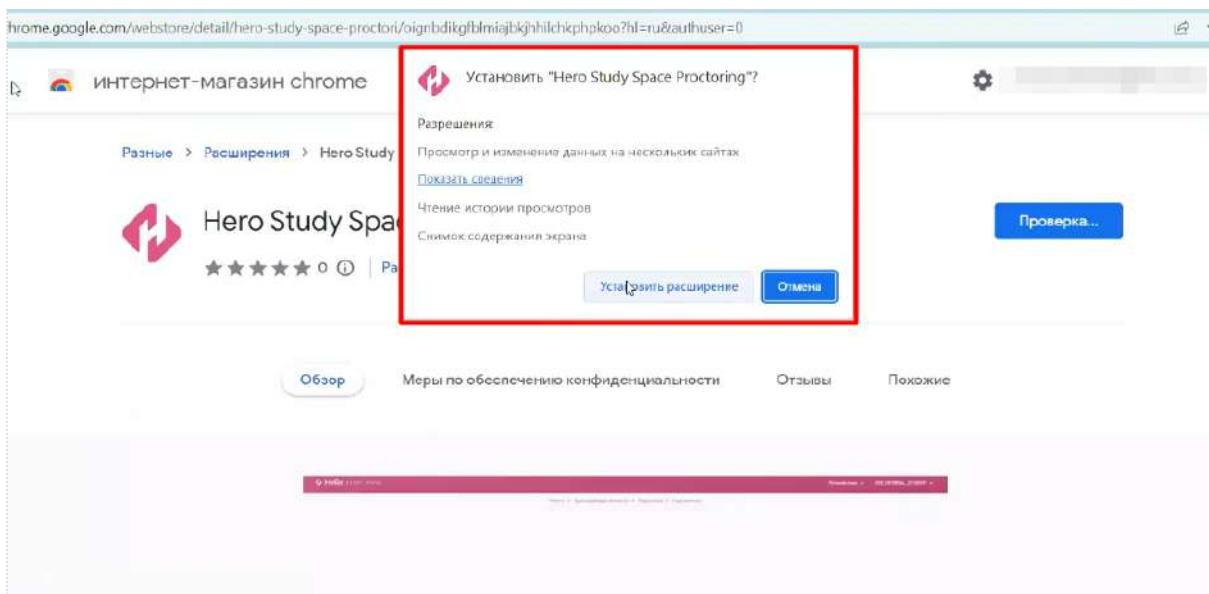 hrome.google.com/webstore/detail/hero-study-space-proctori/oignbdikgfblmiajbkjhhilchkphpkoo?hl=ru&authuser=0
интернет-магазин chrome
Установить "Hero Study Space Proctoring"?
Разрешения:
Просмотр и изменение данных на нескольких сайтах
Показать сведения
Чтение истории просмотров
Снимок содержания экрана
Установить расширение
Отмена
Разные > Расширения > Hero Study
Hero Study Spa
0
Ра
Проверка...
Обзор
Меры по обеспечению конфиденциальности
Отзывы
Похожие